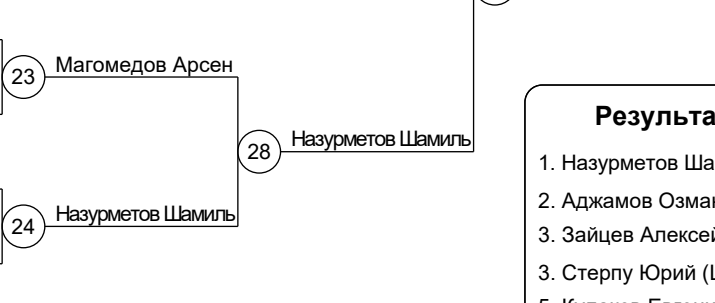 23
Магомедов Арсен
28
Назурметов Шамиль
24
Назурметов Шамиль
Результа
1. Назурметов Ша
2. Аджамов Озма
3. Зайцев Алексе
3. Стерпу Юрий (
5.